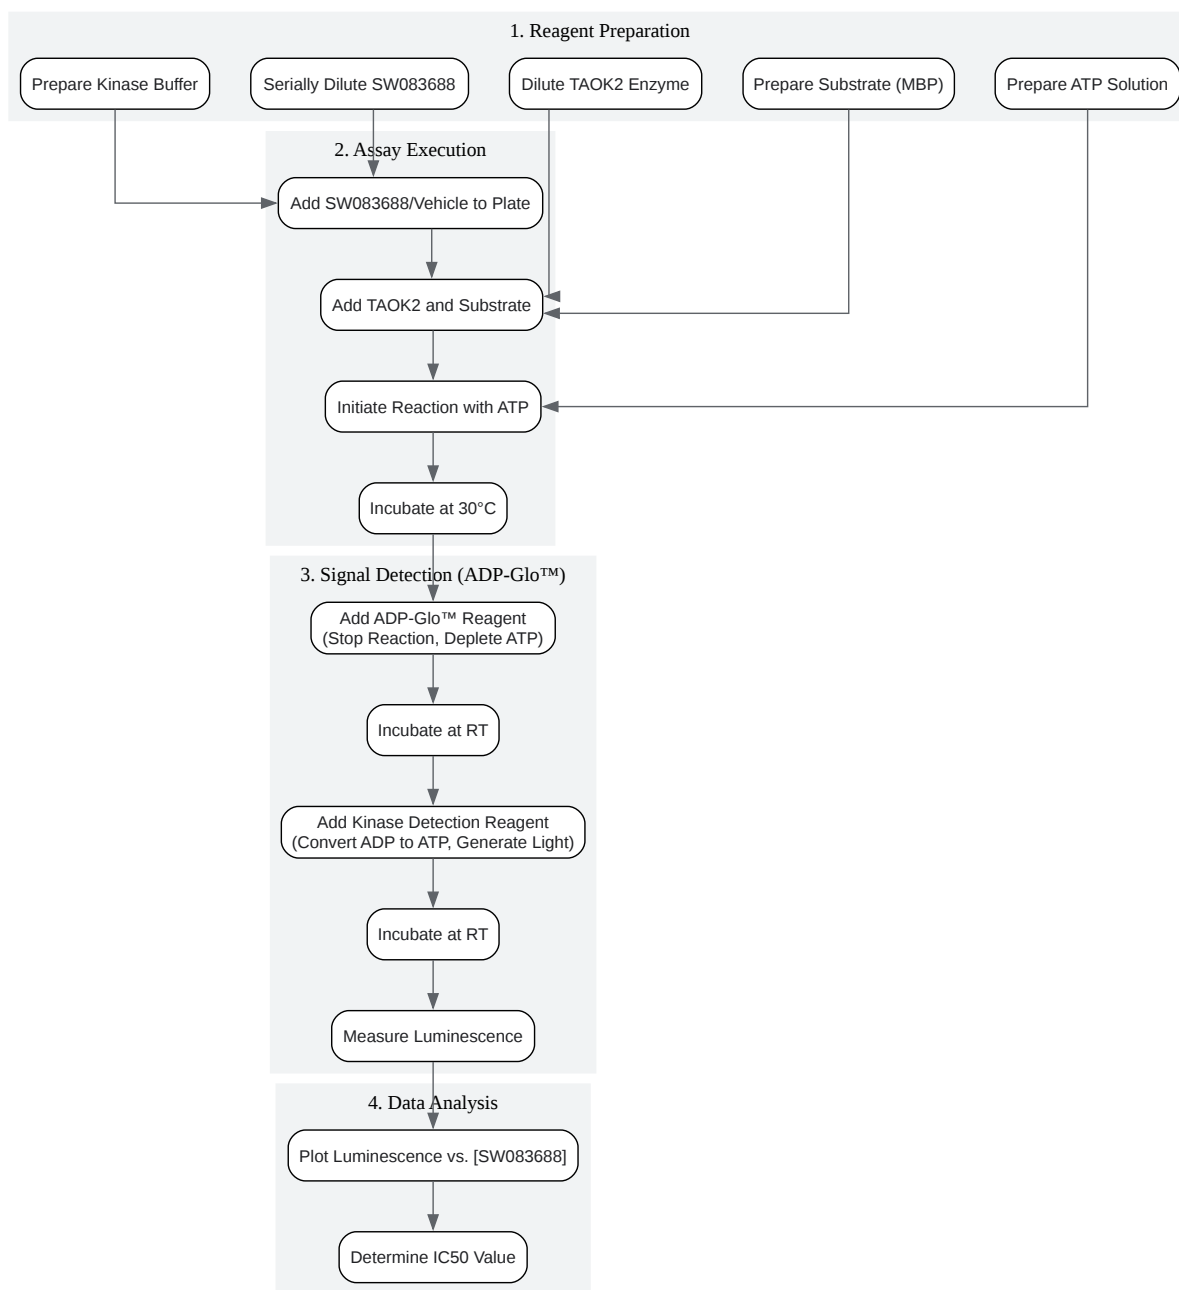 1. Reagent Preparation
Prepare Kinase Buffer
Serially Dilute SW083688
Dilute TAOK2 Enzyme
Prepare Substrate (MBP)
Prepare ATP Solution
2. Assay Execution
Add SW083688/Vehicle to Plate
Add TAOK2 and Substrate
Initiate Reaction with ATP
Incubate at 30°C
3. Signal Detection (ADP-Glo™)
Add ADP-Glo™ Reagent
(Stop Reaction, Deplete ATP)
Incubate at RT
Add Kinase Detection Reagent
(Convert ADP to ATP, Generate Light)
Incubate at RT
Measure Luminescence
4. Data Analysis
Plot Luminescence vs. [SW083688]
Determine IC50 Value